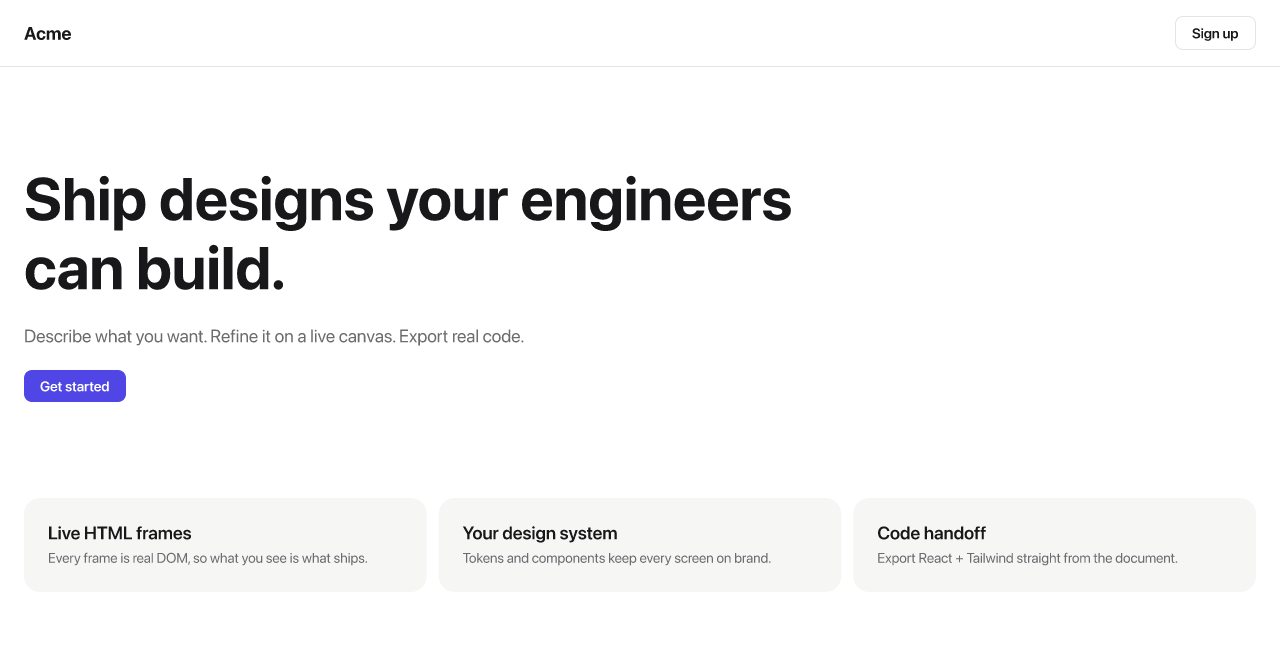 Acme
Sign up
Ship designs your engineers
can build.
Describe what you want. Refine it on a live canvas. Export real code.
Get started
Live HTML frames
Every frame is real DOM, so what you see is what ships.
Your design system
Tokens and components keep every screen on brand.
Code handoff
Export React + Tailwind straight from the document.